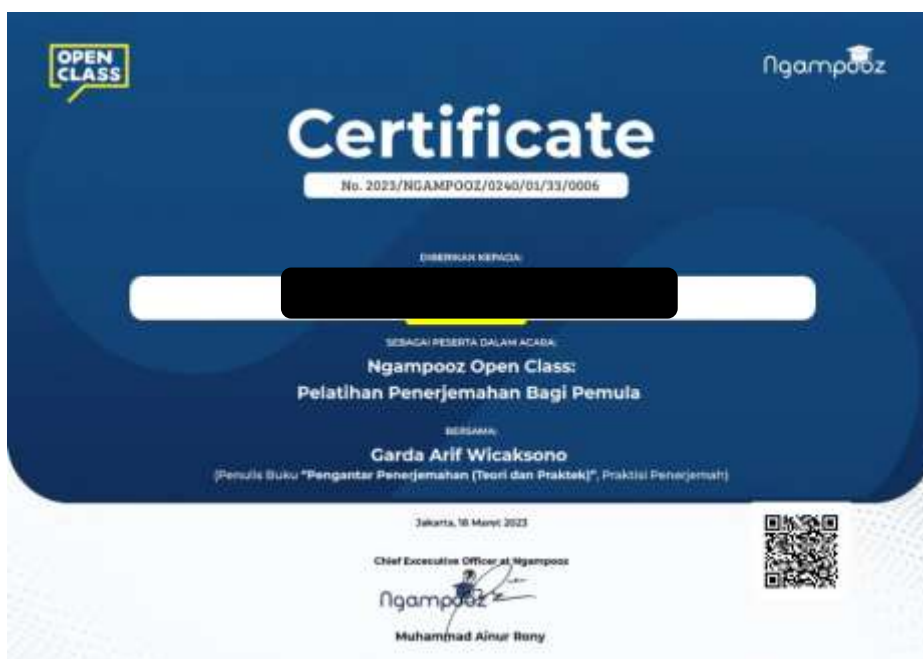 OPEN
CLASS
Ngampooz
Certificate
No. 2023/NGAMPOOZ/0240/01/33/0006
DIBERIKAN KEPADA:
SEBAGAI PESERTA DALAM ACARA:
Ngampooz Open Class:
Pelatihan Penerjemahan Bagi Pemula
BERSAMA:
Garda Arif Wicaksono
(Penulis Buku "Pengantar Penerjemahan (Teori dan Praktek)", Praktisi Penerjemah)
Jakarta, 18 Maret 2023
Chief Excecutive Officer at Ngampooz
Ngampooz
Muhammad Ainur Rony